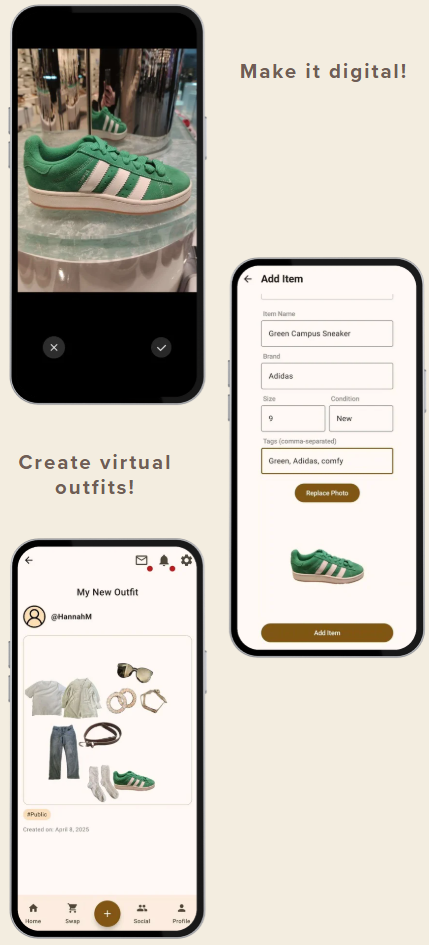 Make it digital!
Add Item
Item Name
Green Campus Sneaker
Brand
Adidas
Size
Condition
9
New
Tags (comma-separated)
Green, Adidas, comfy
Replace Photo
Add Item
Create virtual
outfits!
My New Outfit
@HannahM
#Public
Created on: April 8, 2025
Home
Swap
+
Social
Profile